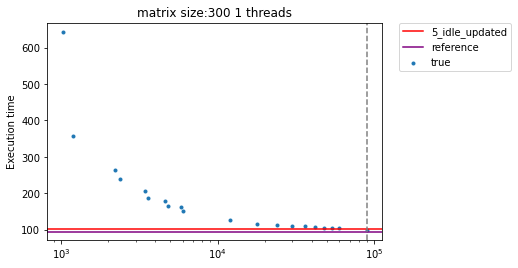 matrix size:300 1 threads
Execution time
600
500
400
300
200
100
10³
10⁴
10⁵
5_idle_updated
reference
true